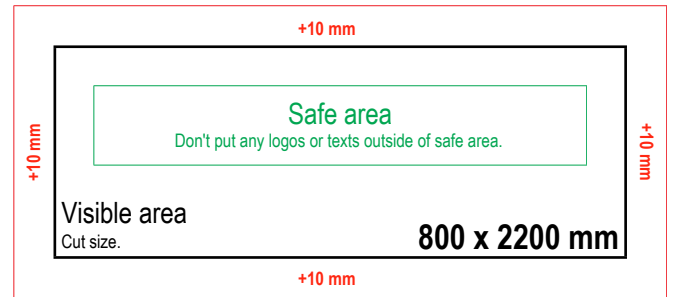 +10 mm
Safe area
Don't put any logos or texts outside of safe area.
+10 mm
+10 mm
Visible area
Cut size.
800 x 2200 mm
+10 mm